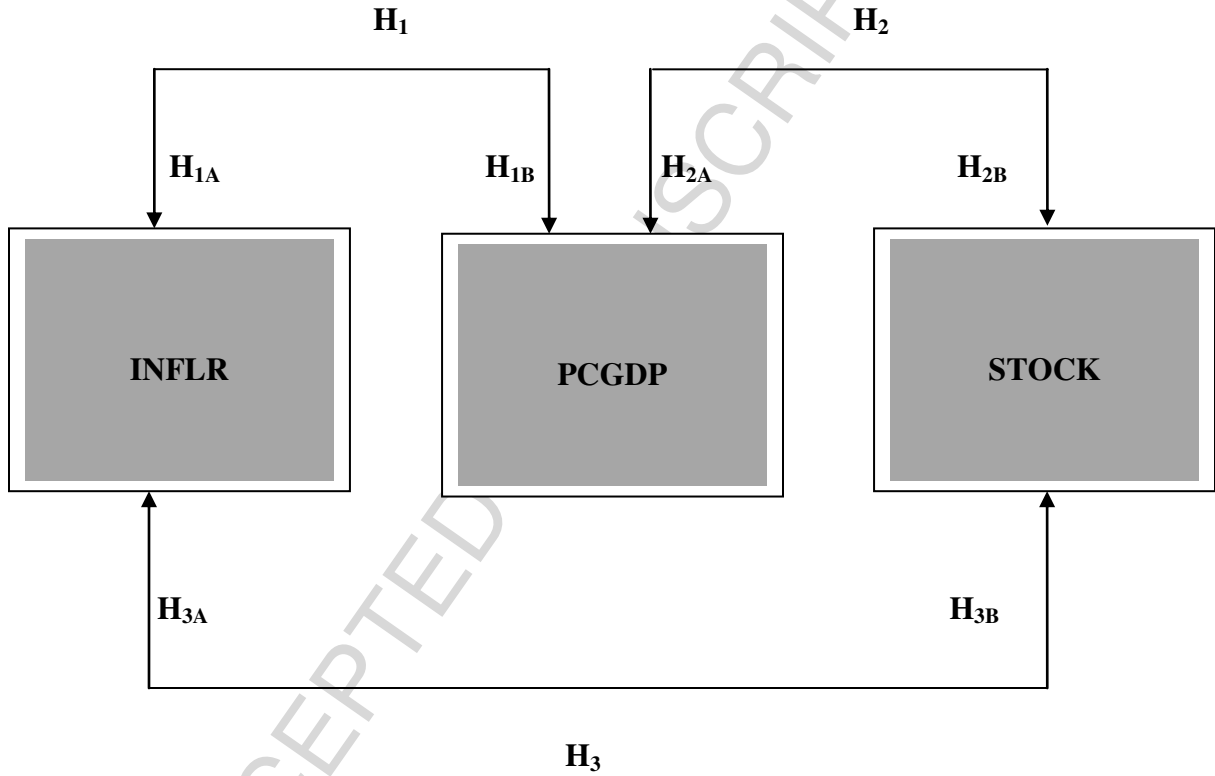 H₁ H₂
H₁A H₁B H₂A H₂B
INFLR PCGDP STOCK
H₃A H₃B
H₃